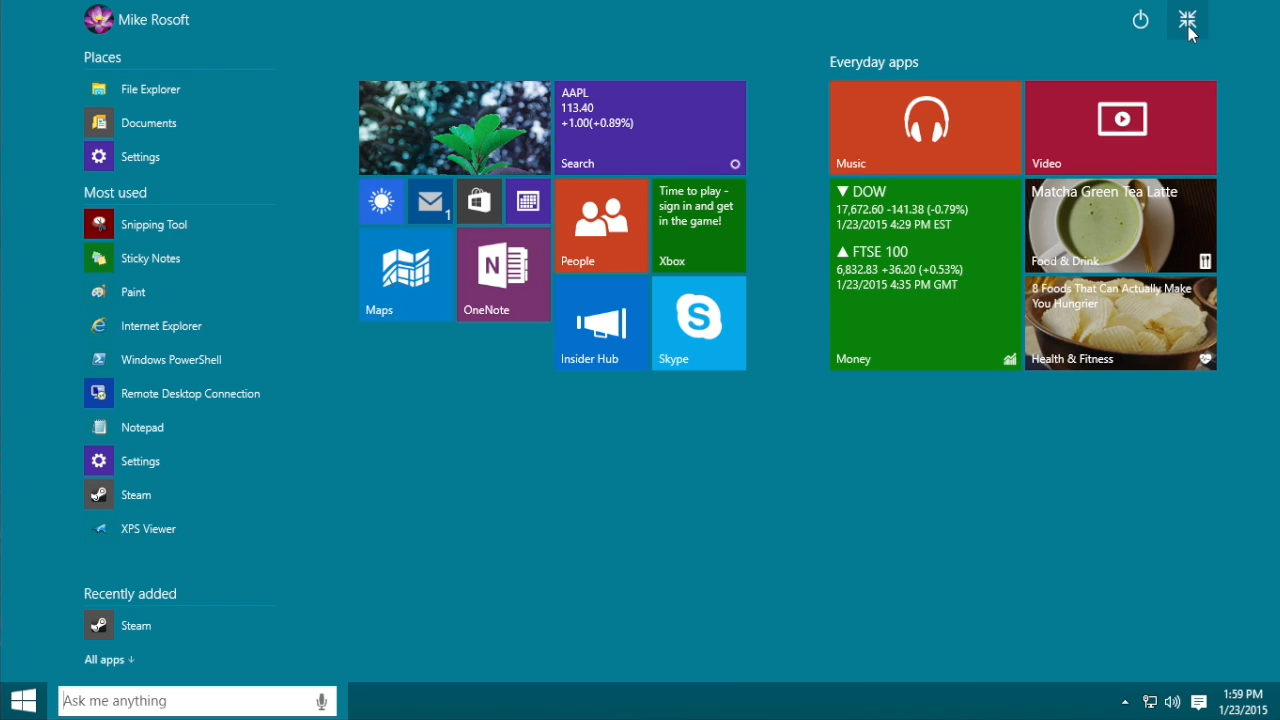 Mike Rosoft
Places
File Explorer
Documents
Settings
Most used
Snipping Tool
Sticky Notes
Paint
Internet Explorer
Windows PowerShell
Remote Desktop Connection
Notepad
Settings
Steam
XPS Viewer
Recently added
Steam
All apps ↓
AAPL
113.40
+1.00(+0.89%)
Search
1
Maps
N
OneNote
People
Time to play -
sign in and get
in the game!
Xbox
Insider Hub
S
Skype
Everyday apps
Music
Video
▼ DOW
17,672.60 -141.38 (-0.79%)
1/23/2015 4:29 PM EST
▲ FTSE 100
6,832.83 +36.20 (+0.53%)
1/23/2015 4:35 PM GMT
Money
Matcha Green Tea Latte
Food & Drink
8 Foods That Can Actually Make
You Hungrier
Health & Fitness
Ask me anything
1:59 PM
1/23/2015